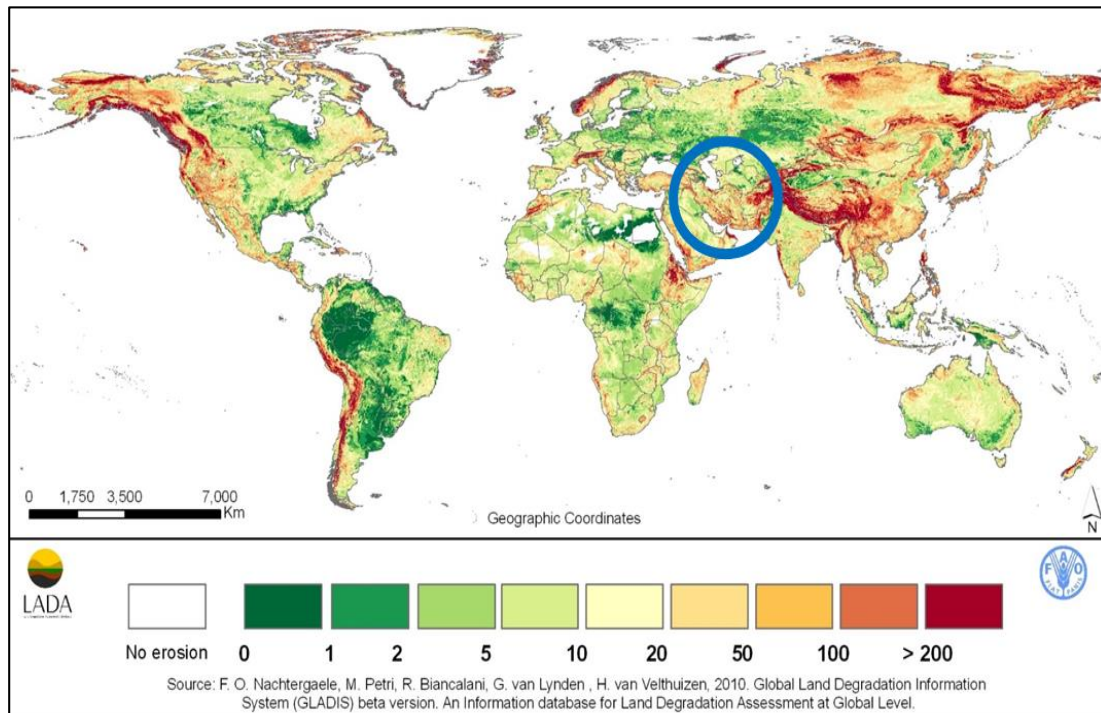 0 1,750 3,500 7,000
Km
Geographic Coordinates
N
LADA
F A O
FIAT PANIS
No erosion 0 1 2 5 10 20 50 100 > 200
Source: F. O. Nachtergaele, M. Petri, R. Biancalani, G. van Lynden , H. van Velthuizen, 2010. Global Land Degradation Information
System (GLADIS) beta version. An Information database for Land Degradation Assessment at Global Level.